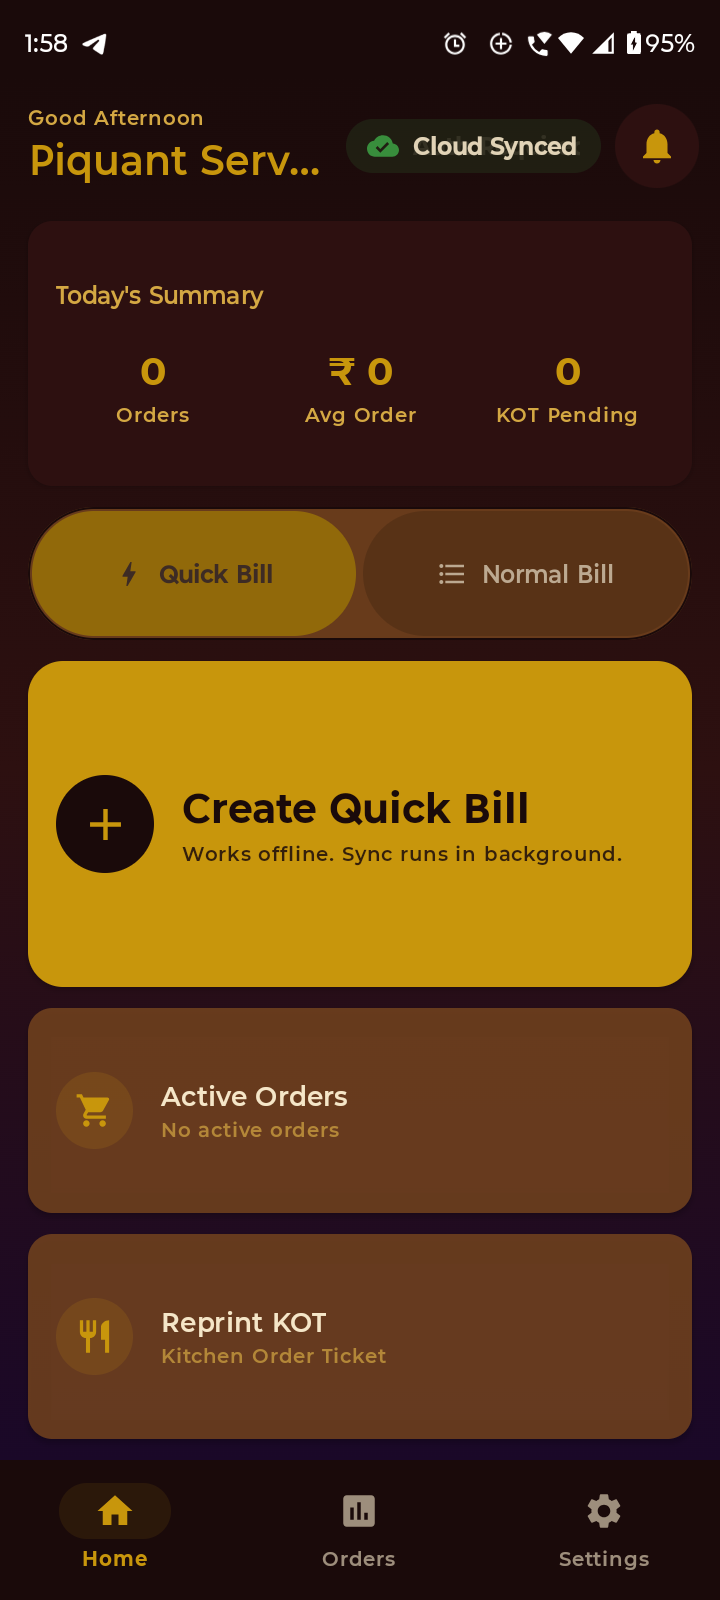 1:58
95%
Good Afternoon
Piquant Serv...
Cloud Synced
Today's Summary
0
₹ 0
0
Orders
Avg Order
KOT Pending
Quick Bill
Normal Bill
Create Quick Bill
Works offline. Sync runs in background.
Active Orders
No active orders
Reprint KOT
Kitchen Order Ticket
Home
Orders
Settings